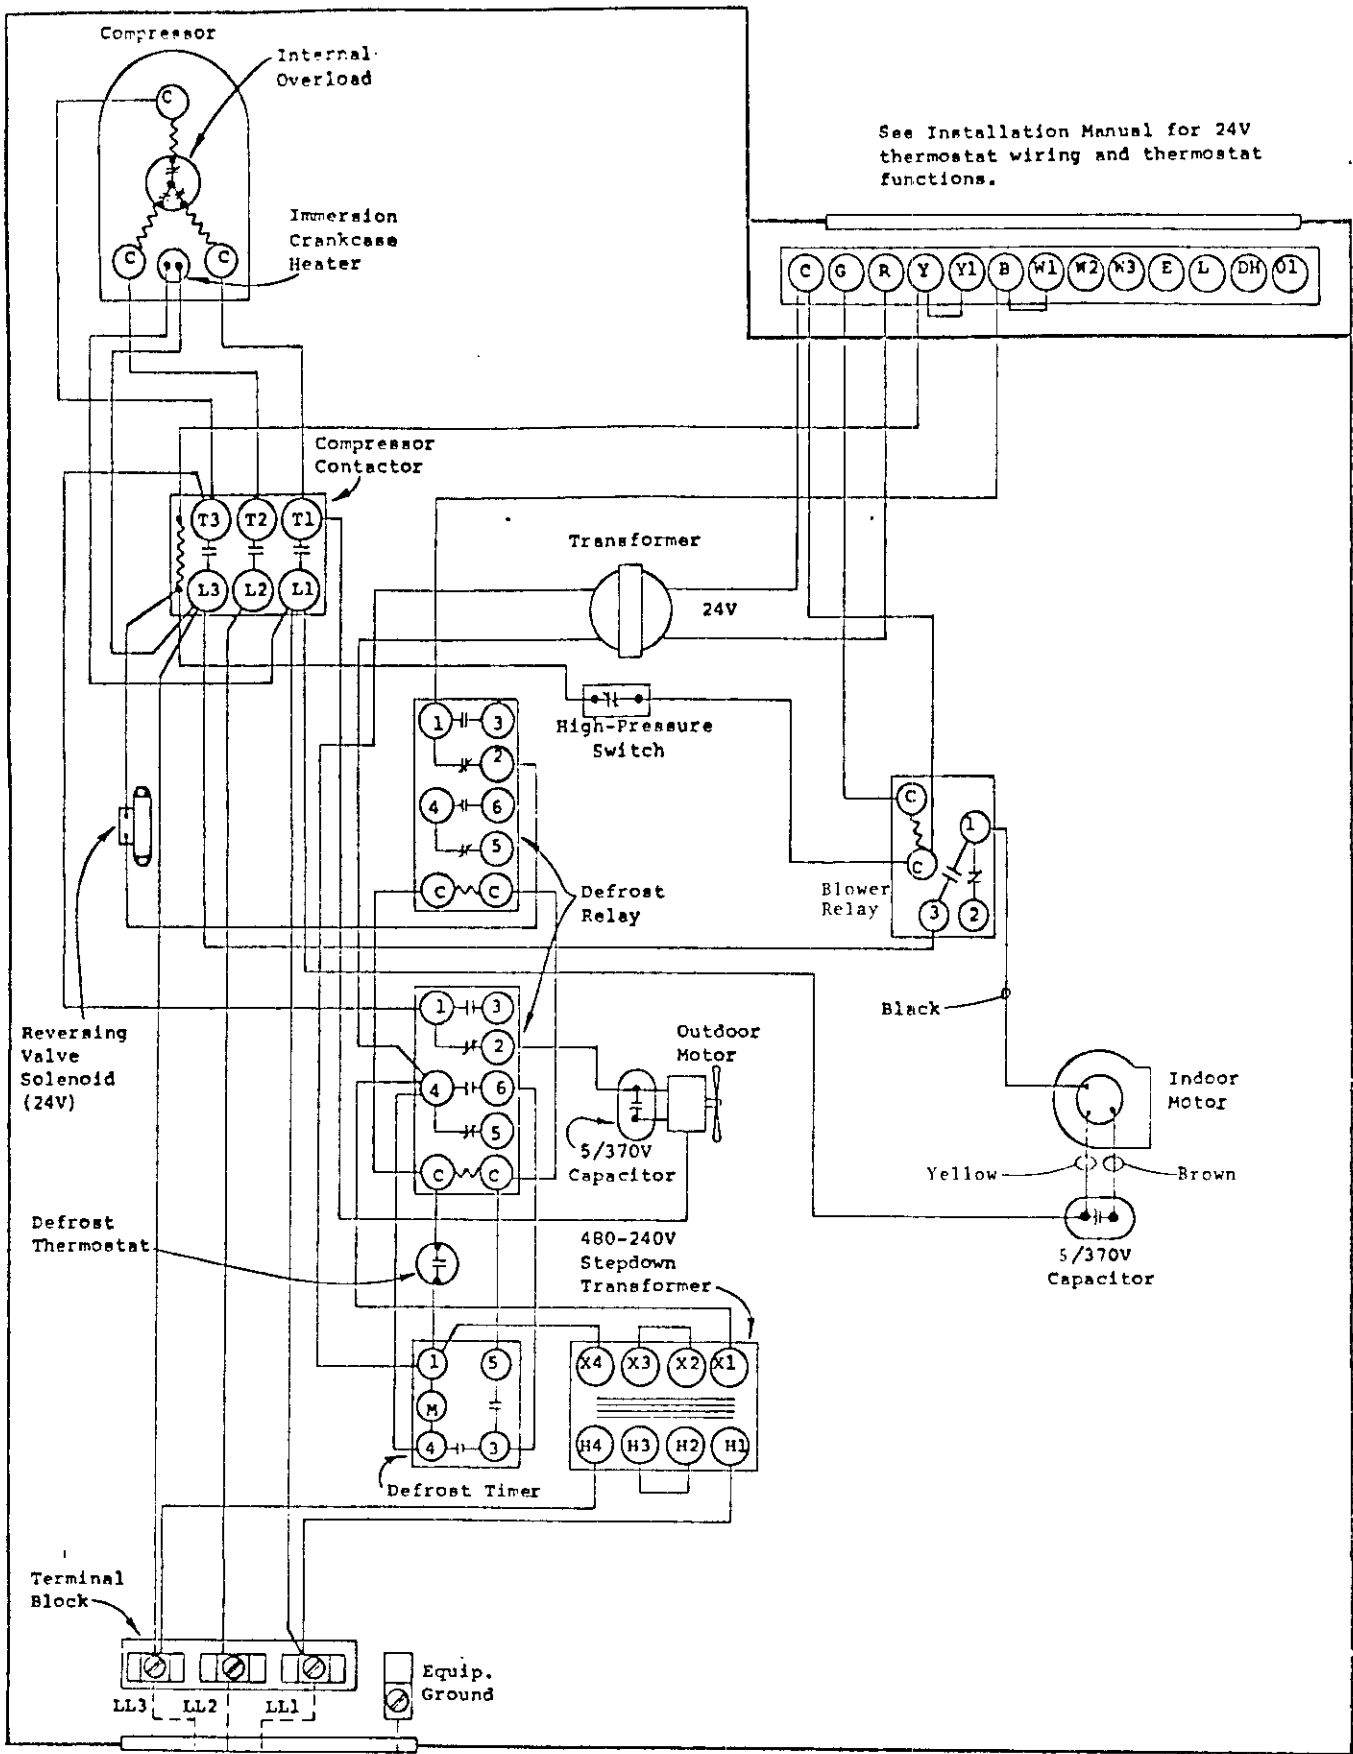 Compressor
Internal
Overload
C
See Installation Manual for 24V
thermostat wiring and thermostat
functions.
Immersion
Crankcase
Heater
C
C
C G R Y Y1 B W1 W2 W3 E L DH O1
Compressor
Contactor
T3 T2 T1
Transformer
L3 L2 L1
24V
1 3
High-Pressure
Switch
2
4 6
5
C C
Defrost
Relay
C
1
C
Blower
Relay
3 2
Black
1 3
2
Outdoor
Motor
Reversing
Valve
Solenoid
(24V)
4 6
5
Indoor
Motor
5/370V
Capacitor
C C
Yellow
Brown
Defrost
Thermostat
480-240V
Stepdown
Transformer
5/370V
Capacitor
1 5
X4 X3 X2 X1
M
4 3
H4 H3 H2 H1
Defrost Timer
Terminal
Block
Equip.
Ground
LL3 LL2 LL1